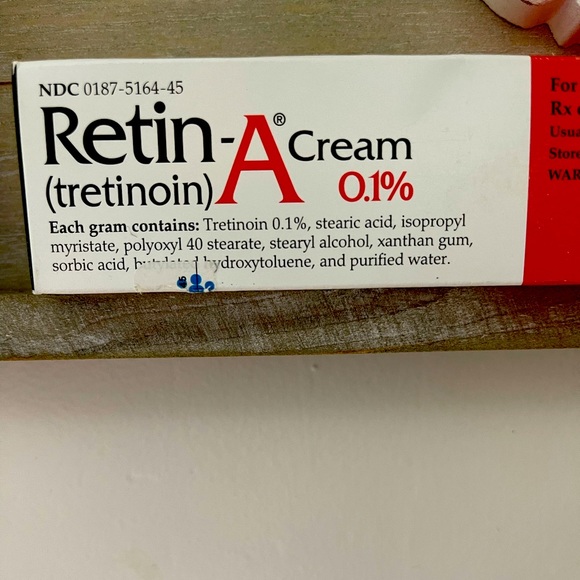 NDC 0187-5164-45
Retin-A® Cream
(tretinoin) 0.1%
Each gram contains: Tretinoin 0.1%, stearic acid, isopropyl
myristate, polyoxyl 40 stearate, stearyl alcohol, xanthan gum,
sorbic acid, butylated hydroxytoluene, and purified water.
For
Rx
Usua
Store
WAR